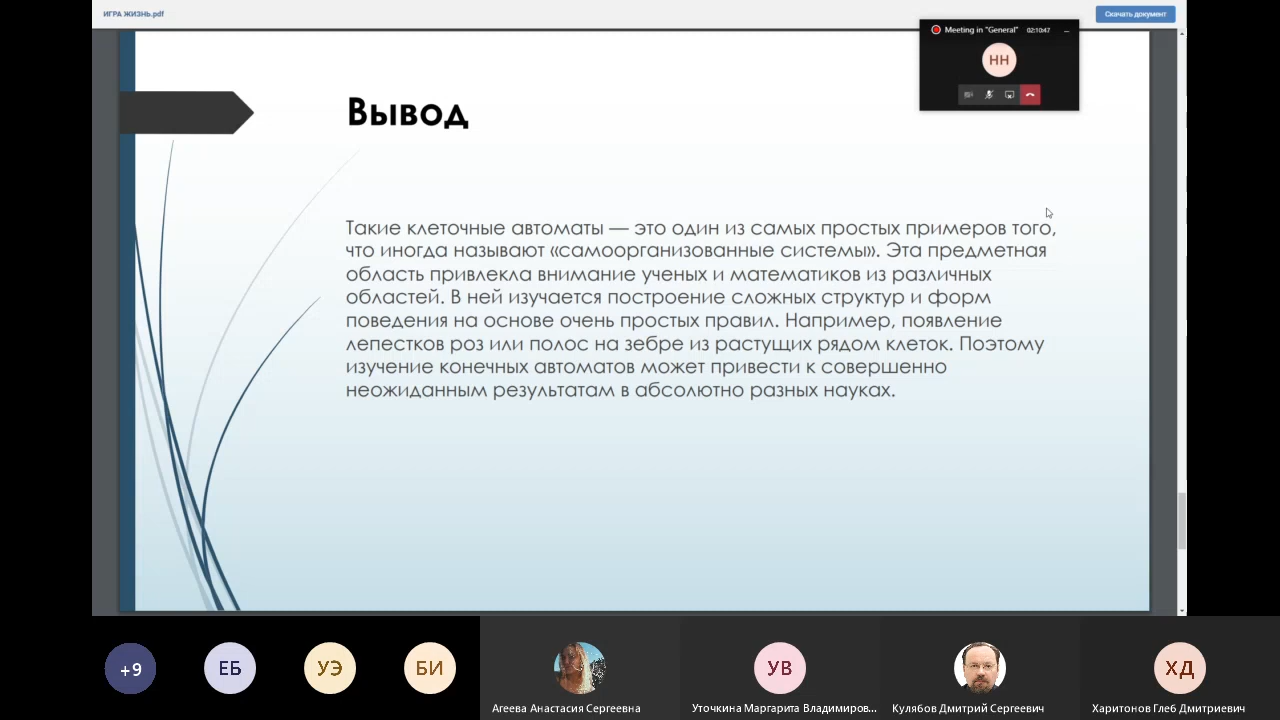 ИГРА ЖИЗНЬ.pdf
Скачать документ
Meeting in "General" 02:10:47
НН
Вывод
Такие клеточные автоматы — это один из самых простых примеров того,
что иногда называют «самоорганизованные системы». Эта предметная
область привлекла внимание ученых и математиков из различных
областей. В ней изучается построение сложных структур и форм
поведения на основе очень простых правил. Например, появление
лепестков роз или полос на зебре из растущих рядом клеток. Поэтому
изучение конечных автоматов может привести к совершенно
неожиданным результатам в абсолютно разных науках.
+9
ЕБ
УЭ
БИ
УВ
ХД
Агеева Анастасия Сергеевна
Уточкина Маргарита Владимиров...
Кулябов Дмитрий Сергеевич
Харитонов Глеб Дмитриевич